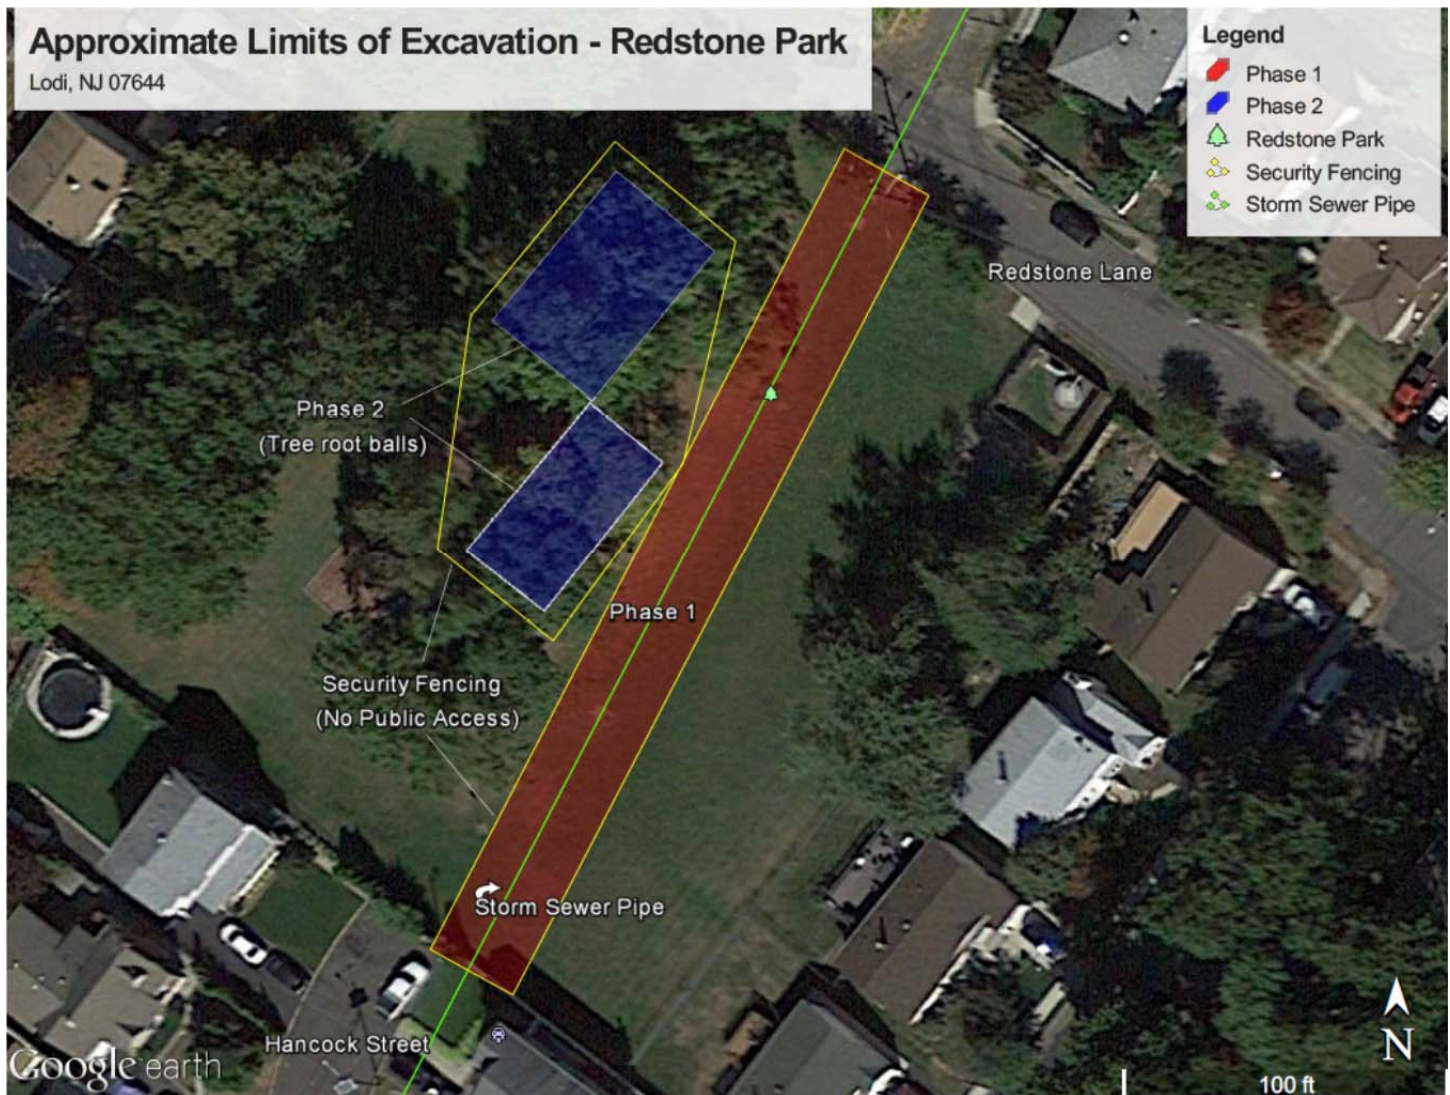 Approximate Limits of Excavation - Redstone Park
Lodi, NJ 07644
Legend
Phase 1
Phase 2
Redstone Park
Security Fencing
Storm Sewer Pipe
Redstone Lane
Phase 2
(Tree root balls)
Phase 1
Security Fencing
(No Public Access)
Storm Sewer Pipe
Hancock Street
Google earth
N
100 ft